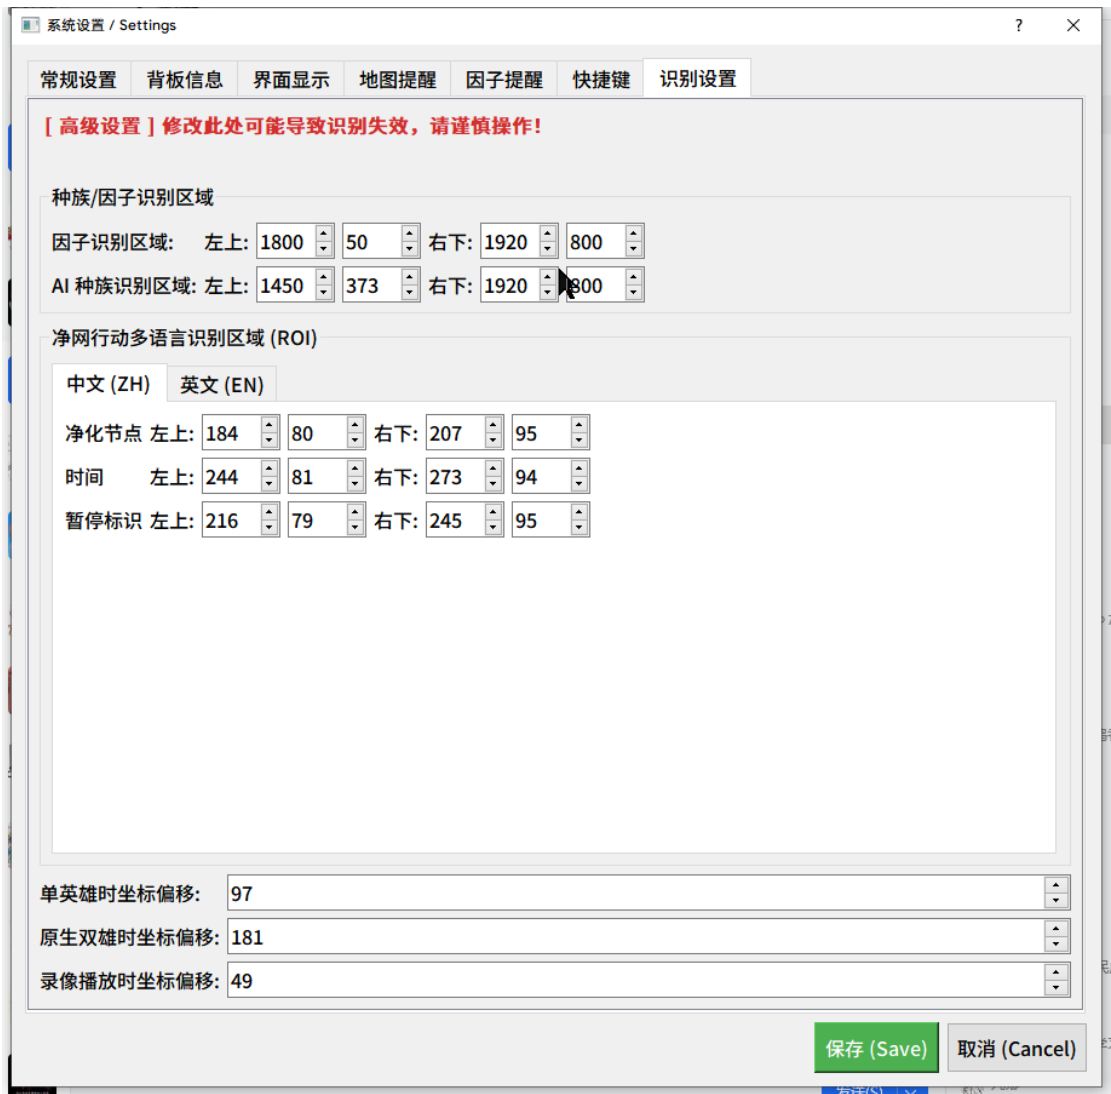 系统设置 / Settings
?
常规设置 背板信息 界面显示 地图提醒 因子提醒 快捷键 识别设置
[ 高级设置 ] 修改此处可能导致识别失效，请谨慎操作!
种族/因子识别区域
因子识别区域: 左上: 1800 50 右下: 1920 800
AI 种族识别区域: 左上: 1450 373 右下: 1920 800
净网行动多语言识别区域 (ROI)
中文 (ZH) 英文 (EN)
净化节点 左上: 184 80 右下: 207 95
时间 左上: 244 81 右下: 273 94
暂停标识 左上: 216 79 右下: 245 95
单英雄时坐标偏移: 97
原生双雄时坐标偏移: 181
录像播放时坐标偏移: 49
保存 (Save) 取消 (Cancel)
发送(S)